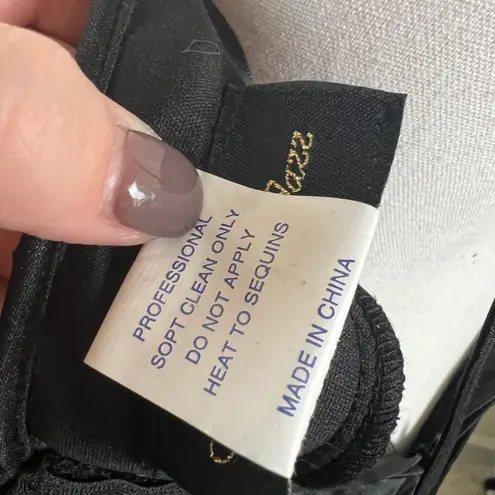 PROFESSIONAL
SOPT CLEAN ONLY
DO NOT APPLY
HEAT TO SEQUINS
MADE IN CHINA